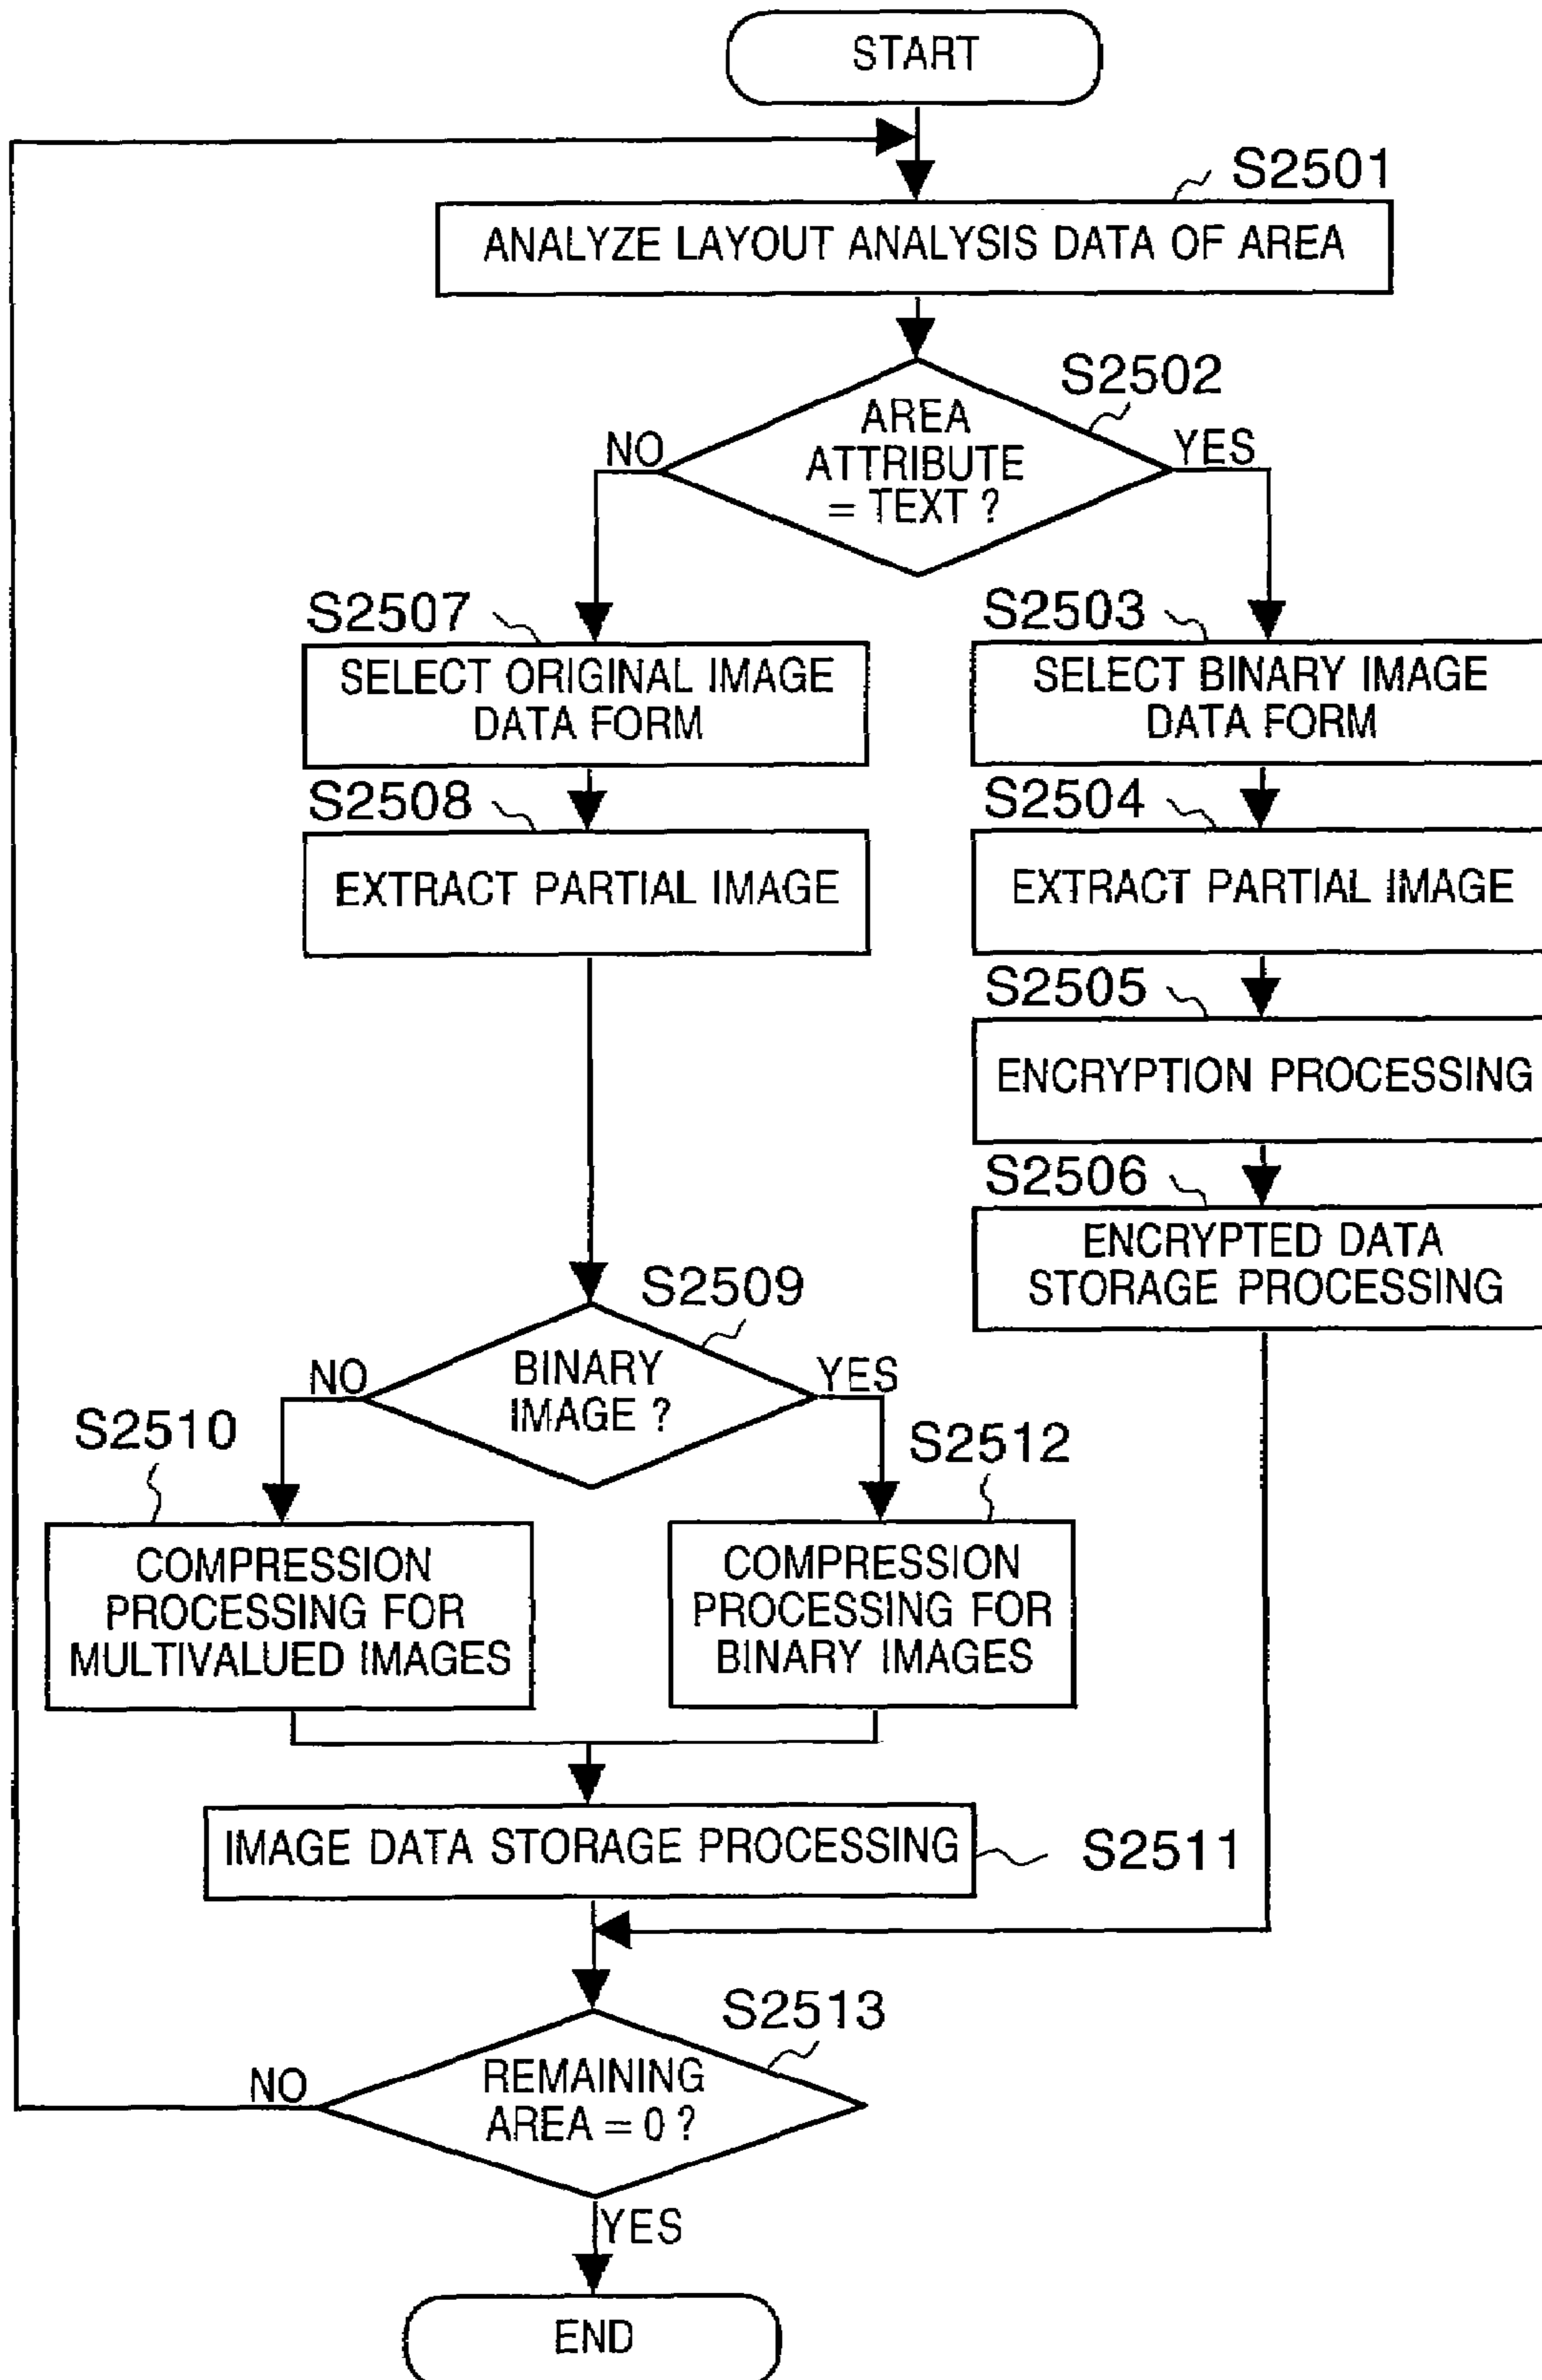 START
S2501
ANALYZE LAYOUT ANALYSIS DATA OF AREA
S2502
AREA
ATTRIBUTE
= TEXT ?
NO
YES
S2507
SELECT ORIGINAL IMAGE
DATA FORM
S2503
SELECT BINARY IMAGE
DATA FORM
S2508
EXTRACT PARTIAL IMAGE
S2504
EXTRACT PARTIAL IMAGE
S2505
ENCRYPTION PROCESSING
S2506
ENCRYPTED DATA
STORAGE PROCESSING
S2509
BINARY
IMAGE ?
NO
YES
S2510
COMPRESSION
PROCESSING FOR
MULTIVALUED IMAGES
S2512
COMPRESSION
PROCESSING FOR
BINARY IMAGES
IMAGE DATA STORAGE PROCESSING
S2511
S2513
REMAINING
AREA = 0 ?
NO
YES
END